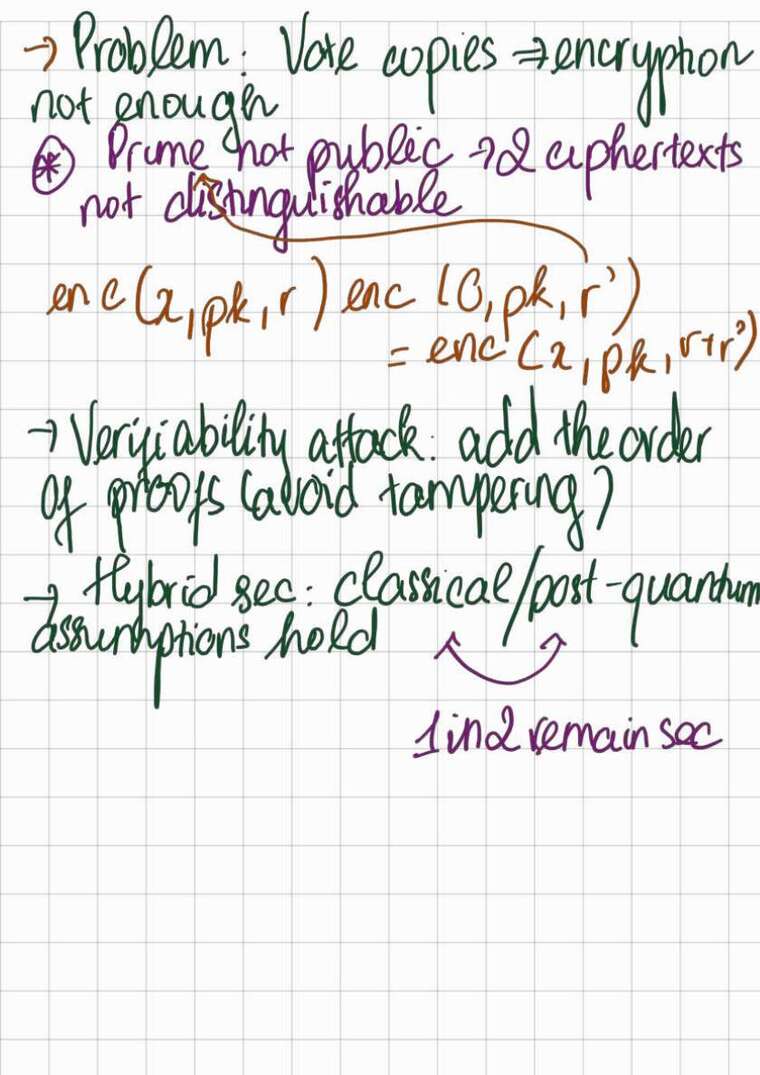 → Problem: Vote copies ⇒ encryption
not enough
⊛ Prime not public → 2 ciphertexts
not distinguishable
enc(x, pk, r) enc (0, pk, r')
= enc (x, pk, r+r')
→ Verifiability attack: add the order
of proofs (avoid tampering)
→ Hybrid sec: classical/post-quantum
assumptions hold
1 in 2 remain sec